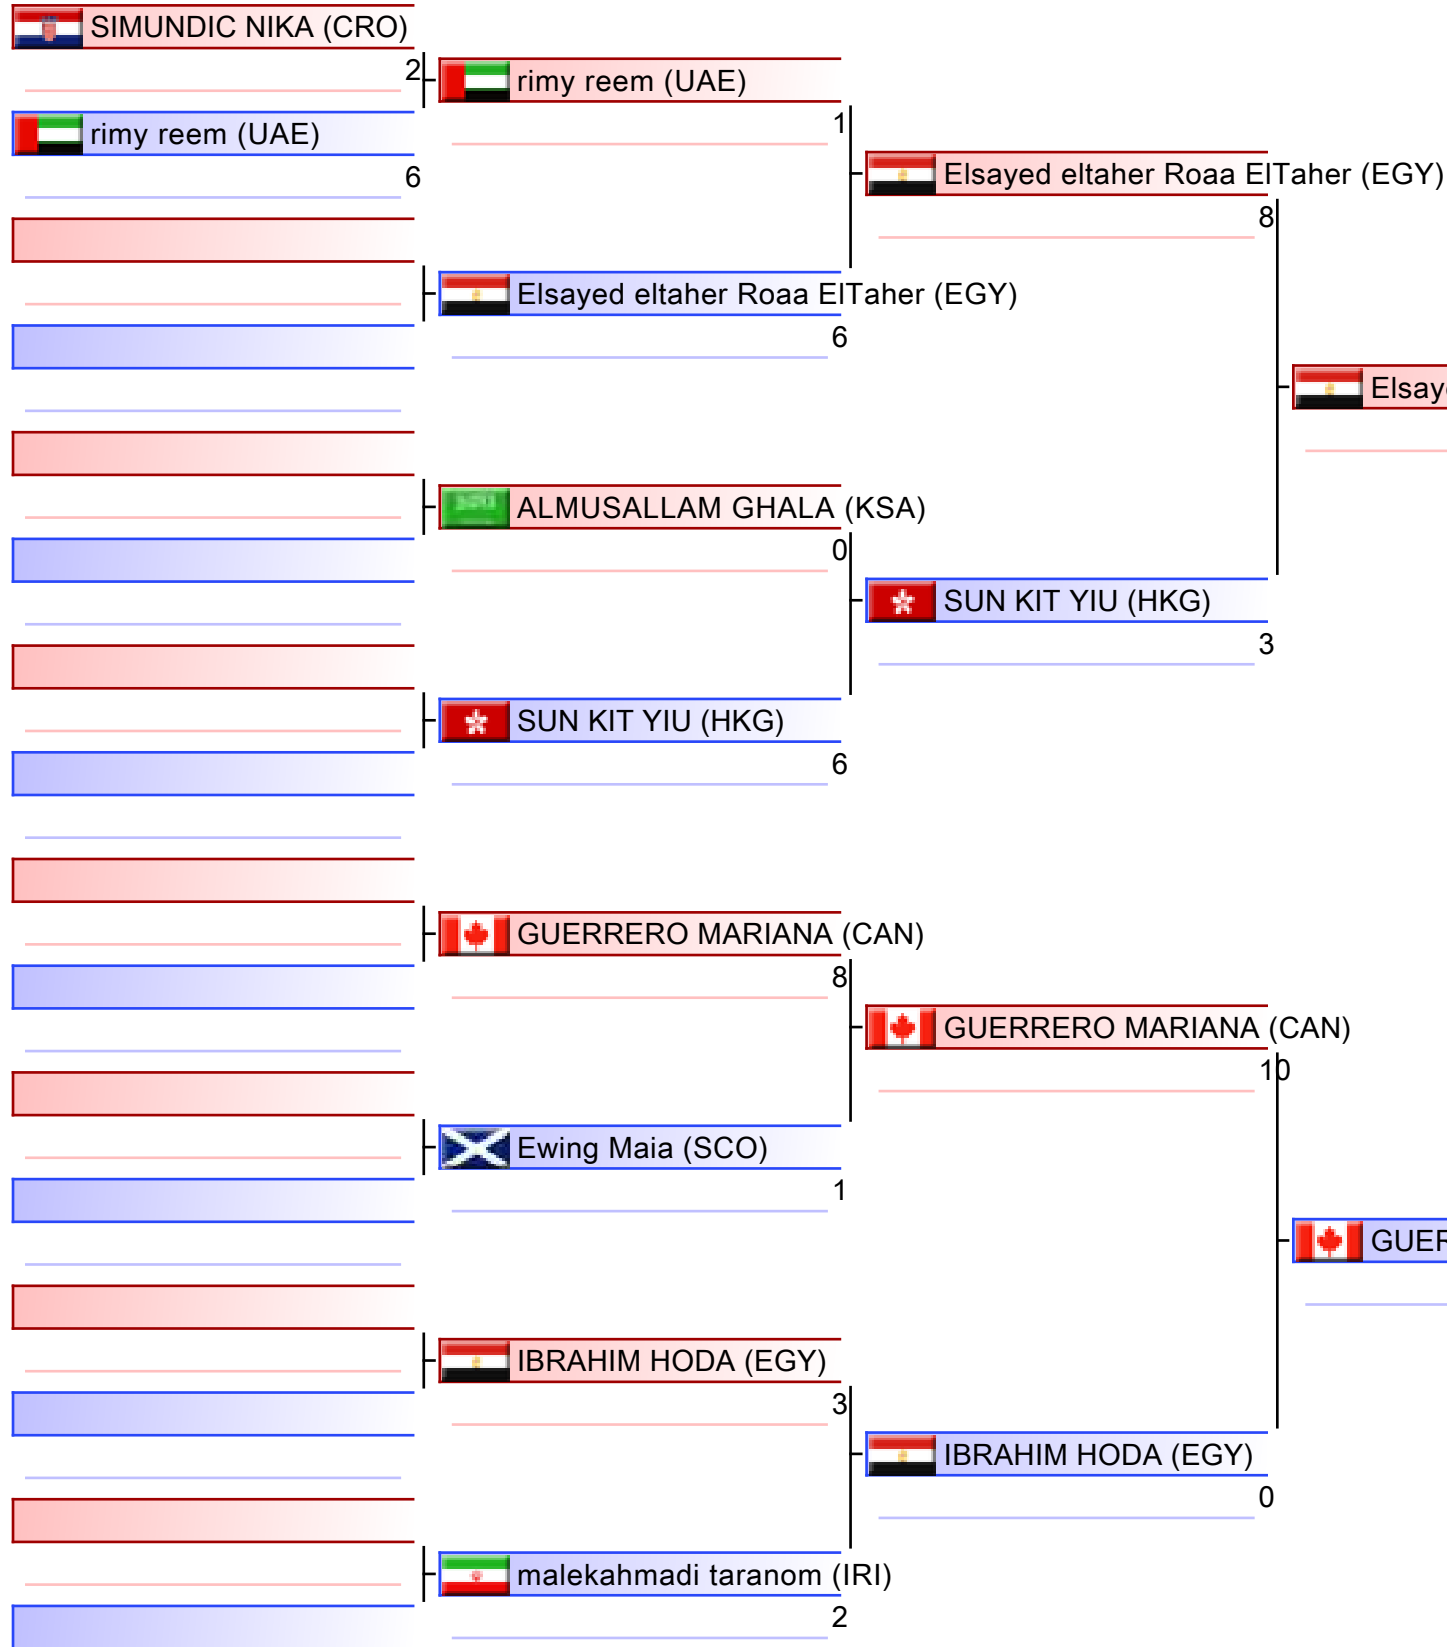 SIMUNDIC NIKA (CRO)
2
rimy reem (UAE)
6
rimy reem (UAE)
1
Elsayed eltaher Roaa ElTaher (EGY)
6
ALMUSALLAM GHALA (KSA)
0
SUN KIT YIU (HKG)
6
GUERRERO MARIANA (CAN)
8
Ewing Maia (SCO)
1
IBRAHIM HODA (EGY)
3
malekahmadi taranom (IRI)
2
Elsayed eltaher Roaa ElTaher (EGY)
8
SUN KIT YIU (HKG)
3
GUERRERO MARIANA (CAN)
10
IBRAHIM HODA (EGY)
0